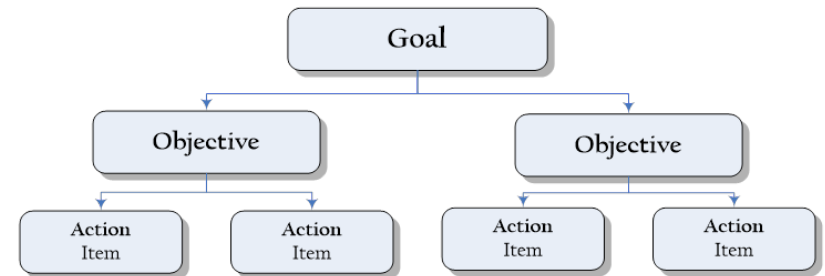 Goal
Objective
Objective
Action
Item
Action
Item
Action
Item
Action
Item